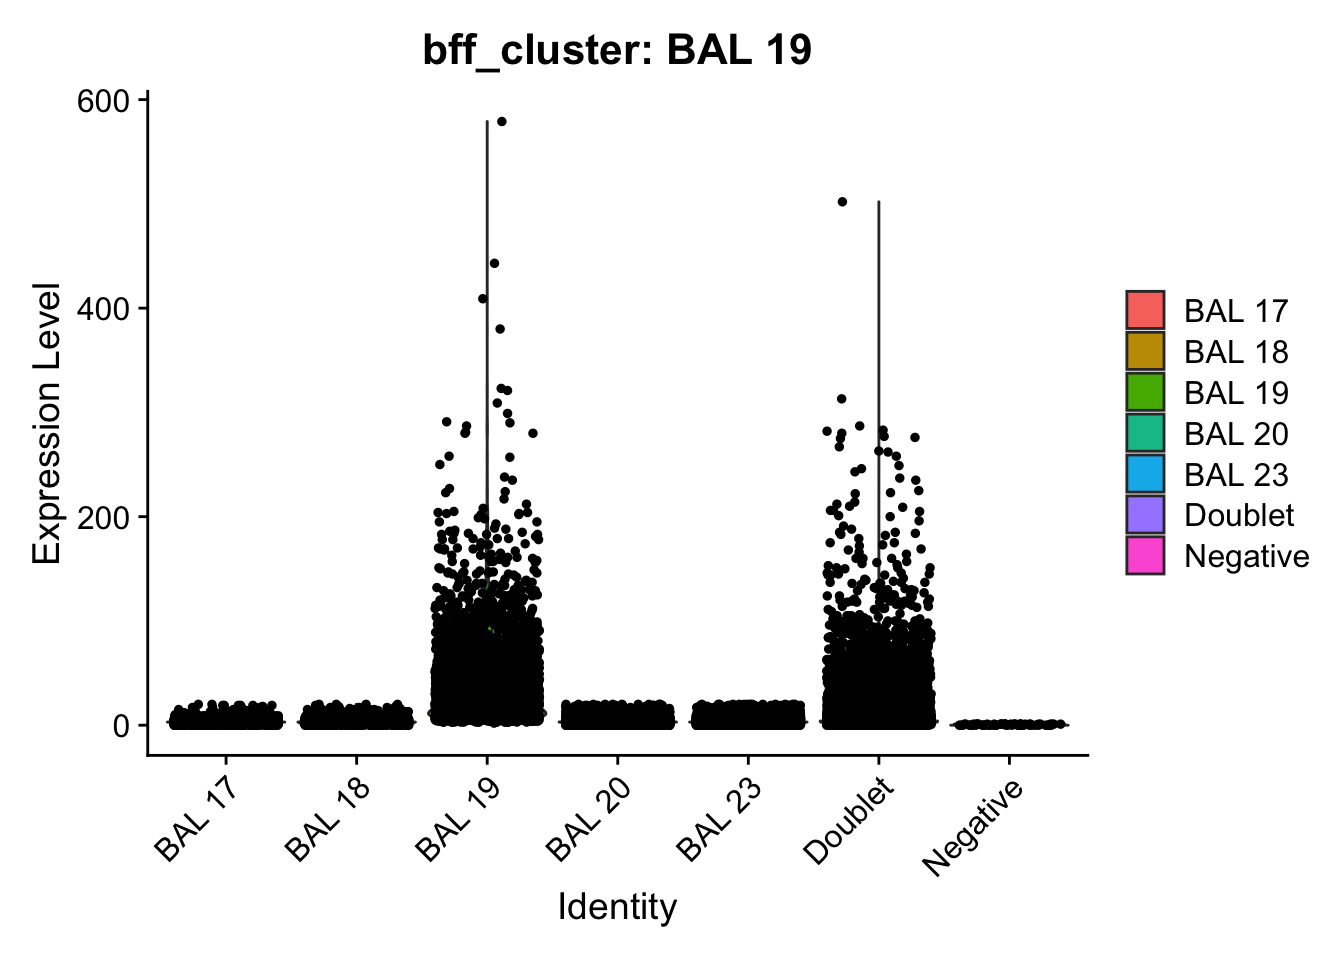 bff_cluster: BAL 19
Expression Level
600
400
200
0
BAL 17
BAL 18
BAL 19
BAL 20
BAL 23
Doublet
Negative
Identity
BAL 17
BAL 18
BAL 19
BAL 20
BAL 23
Doublet
Negative